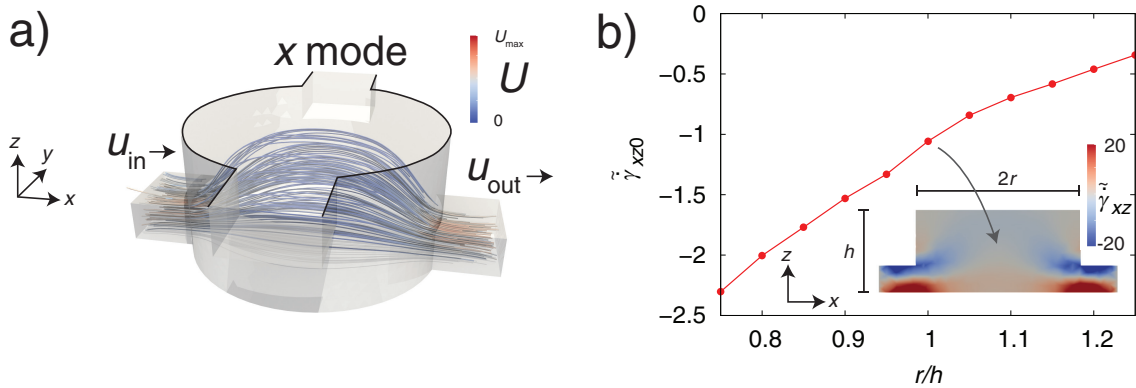 a)
x mode
U_max
U
0
u_in
u_out
z
y
x
b)
0
−0.5
−1
−1.5
−2
−2.5
γ̃̇_xz0
0.8
0.9
1
1.1
1.2
r/h
2r
h
z
x
20
γ̃̇_xz
-20